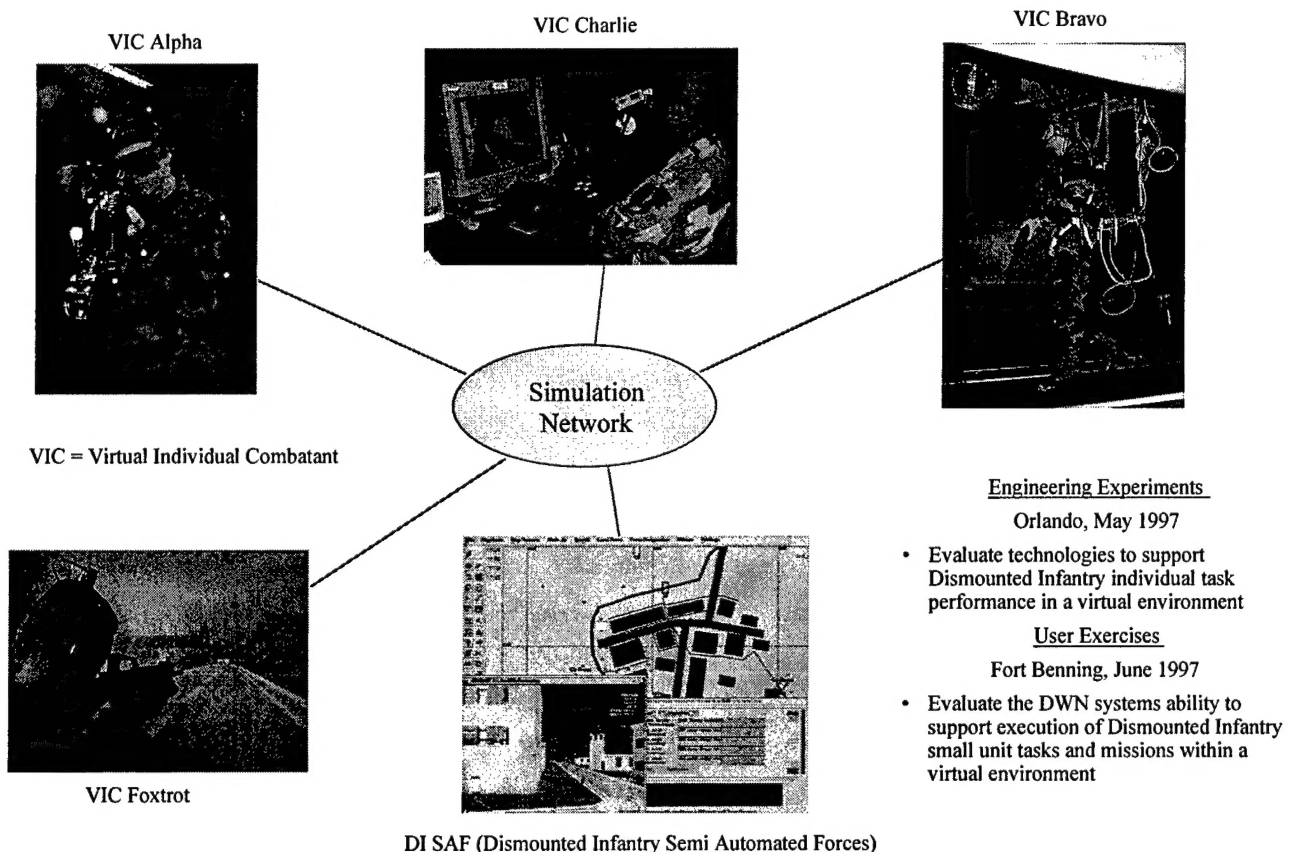 VIC Alpha
VIC Charlie
VIC Bravo
Simulation
Network
VIC = Virtual Individual Combatant
VIC Foxtrot
DI SAF (Dismounted Infantry Semi Automated Forces)
Engineering Experiments
Orlando, May 1997
• Evaluate technologies to support
Dismounted Infantry individual task
performance in a virtual environment
User Exercises
Fort Benning, June 1997
• Evaluate the DWN systems ability to
support execution of Dismounted Infantry
small unit tasks and missions within a
virtual environment